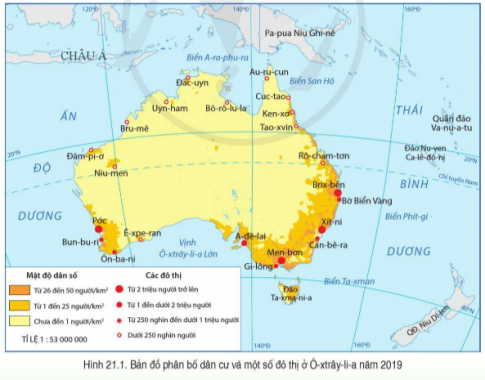 120°Đ
140°Đ
160°Đ
Pa-pua Niu Ghi-nê
CHÂU Á
Biển A-ra-phu-ra
Đác-uyn
Au-ru-cun
Biển San Hô
Uyn-ham
Bô-rô-lu-la
Cúc-tao
Ken-xơ
Tao-xvin
ẤN
THÁI
Bru-mê
Quần đảo
Va-nu-a-tu
20°N
Đảo Nu-ven
Ca-lê-đô-ni
Đăm-pi-ơ
Niu-men
Rốc-cham-tơn
Chí tuyến Nam
ĐỘ
BÌNH
Brix-bên
Bờ Biển Vàng
Biển Phit-gi
DƯƠNG
Pớc
Ê-xpe-ran
Vịnh
Ô-xtrây-li-a Lớn
A-đê-lai
Xít-ni
Can-bê-ra
DƯƠNG
Bun-bu-ri
Ôn-ba-ni
Men-bơn
Gi-lông
Biển Ta-xman
Đảo
Ta-xma-ni-a
QĐ. Niu Di-len
Mật độ dân số
Các đô thị
Từ 26 đến 50 người/km²
Từ 2 triệu người trở lên
Từ 1 đến 25 người/km²
Từ 1 đến dưới 2 triệu người
Chưa đến 1 người/km²
Từ 250 nghìn đến dưới 1 triệu người
Dưới 250 nghìn người
TỈ LỆ 1 : 53 000 000
Hình 21.1. Bản đồ phân bố dân cư và một số đô thị ở Ô-xtrây-li-a năm 2019